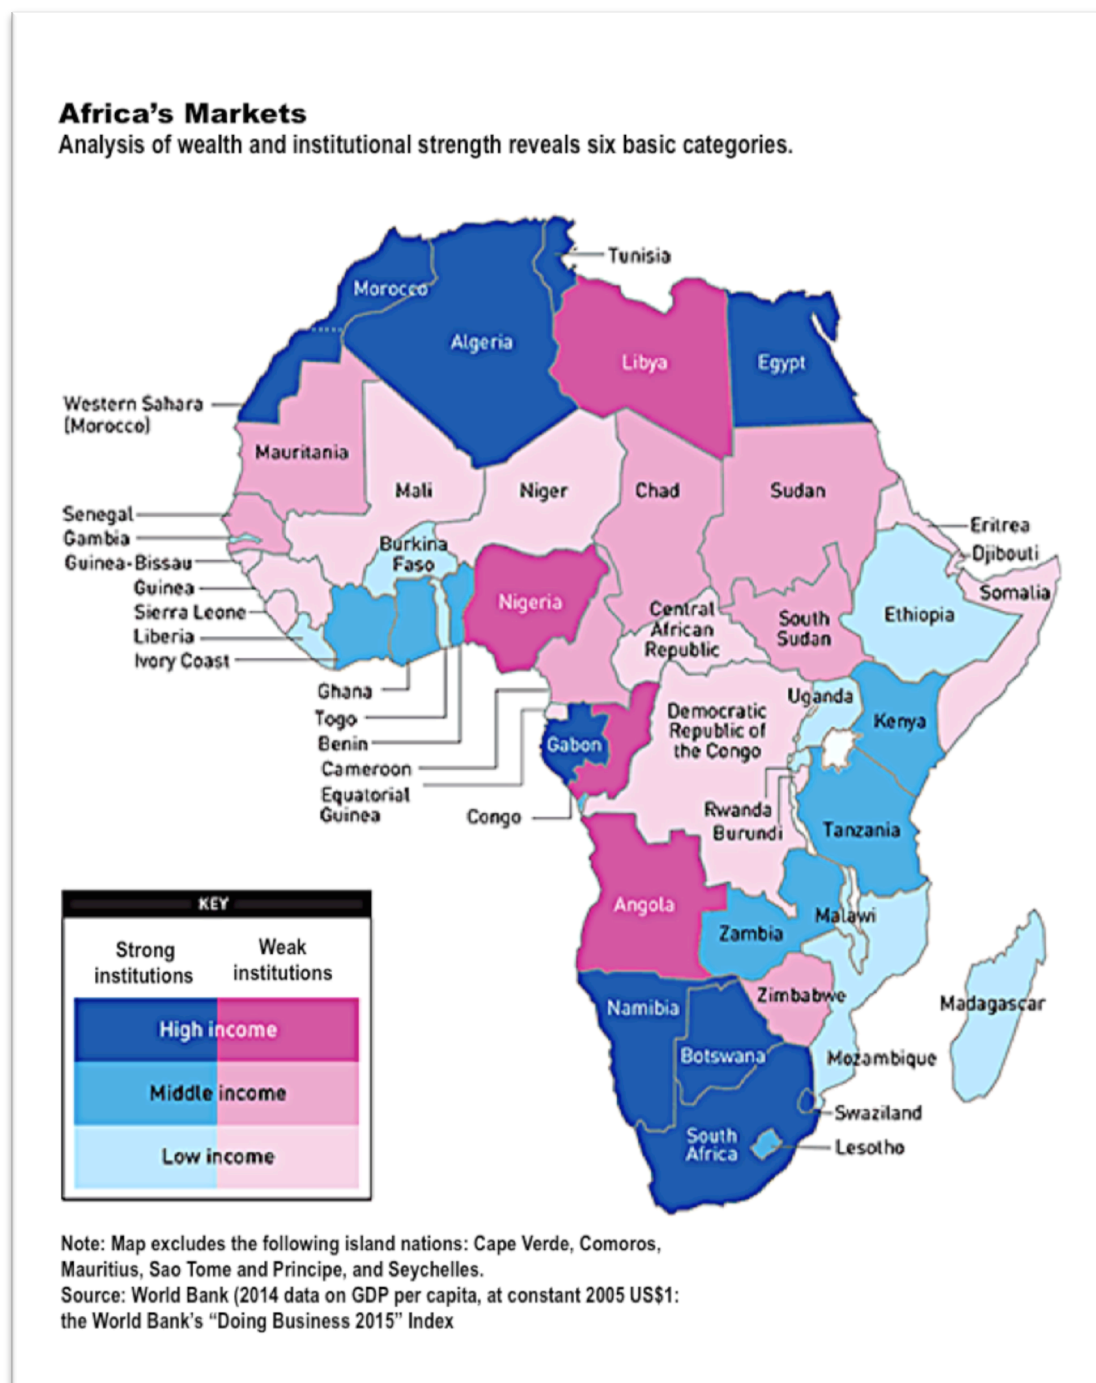 Africa's Markets
Analysis of wealth and institutional strength reveals six basic categories.
Tunisia
Morocco
Algeria
Libya
Egypt
Western Sahara
(Morocco)
Mauritania
Mali
Niger
Chad
Sudan
Senegal
Gambia
Guinea-Bissau
Guinea
Sierra Leone
Liberia
Ivory Coast
Burkina
Faso
Nigeria
Eritrea
Djibouti
Somalia
Ethiopia
Central
African
Republic
South
Sudan
Ghana
Togo
Benin
Cameroon
Equatorial
Guinea
Congo
Gabon
Democratic
Republic of
the Congo
Uganda
Kenya
Rwanda
Burundi
Tanzania
Angola
Zambia
Malawi
Namibia
Zimbabwe
Madagascar
Botswana
Mozambique
Swaziland
South
Africa
Lesotho
KEY
Strong
institutions
Weak
institutions
High income
Middle income
Low income
Note: Map excludes the following island nations: Cape Verde, Comoros,
Mauritius, Sao Tome and Principe, and Seychelles.
Source: World Bank (2014 data on GDP per capita, at constant 2005 US$1:
the World Bank's “Doing Business 2015” Index